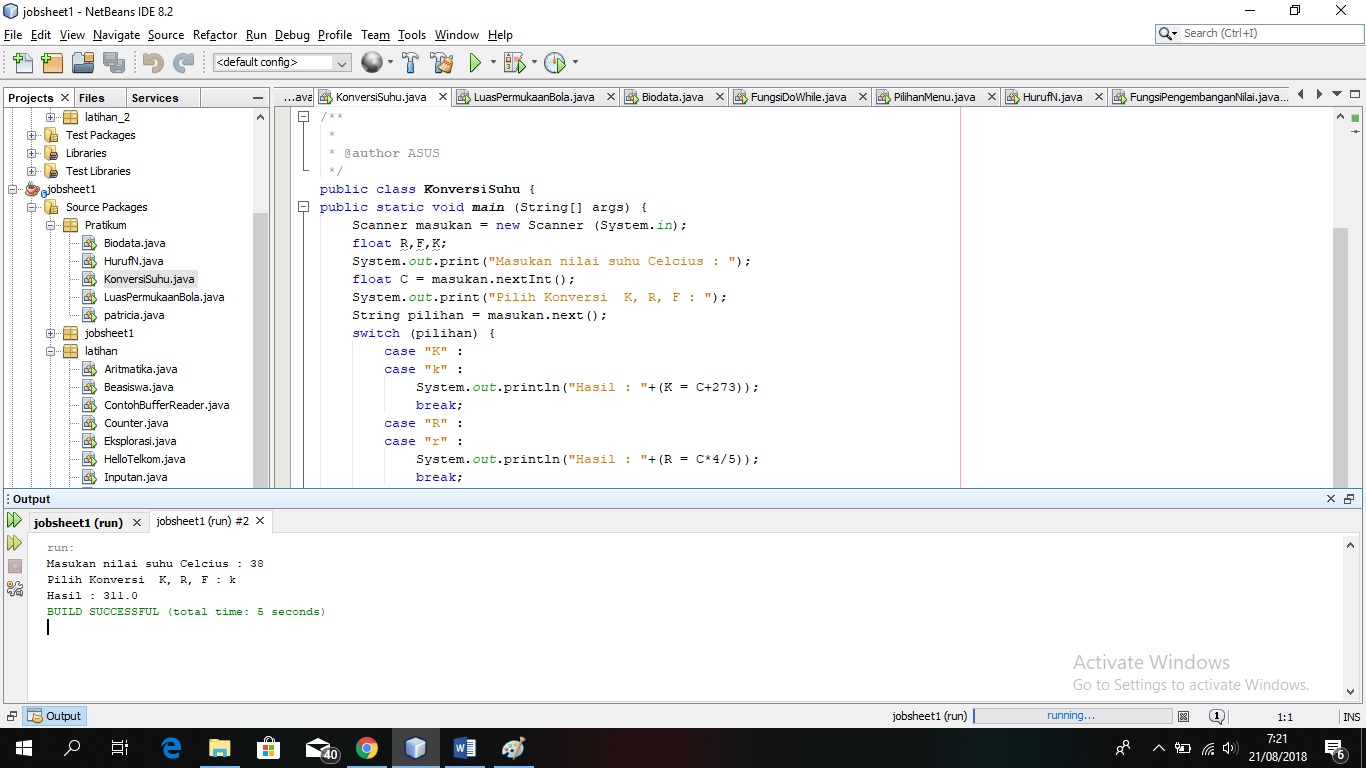 jobsheet1 - NetBeans IDE 8.2
File Edit View Navigate Source Refactor Run Debug Profile Team Tools Window Help
Search (Ctrl+I)
<default config>
Projects Files Services
...ava KonversiSuhu.java LuasPermukaanBola.java Biodata.java FungsiDoWhile.java PilihanMenu.java HurufN.java FungsiPengembanganNilai.java...
latihan_2
Test Packages
Libraries
Test Libraries
jobsheet1
Source Packages
Pratikum
Biodata.java
HurufN.java
KonversiSuhu.java
LuasPermukaanBola.java
patricia.java
jobsheet1
latihan
Aritmatika.java
Beasiswa.java
ContohBufferReader.java
Counter.java
Eksplorasi.java
HelloTelkom.java
Inputan.java
/**
*
* @author ASUS
*/
public class KonversiSuhu {
public static void main (String[] args) {
Scanner masukan = new Scanner (System.in);
float R,F,K;
System.out.print("Masukan nilai suhu Celcius : ");
float C = masukan.nextInt();
System.out.print("Pilih Konversi  K, R, F : ");
String pilihan = masukan.next();
switch (pilihan) {
case "K" :
case "k" :
System.out.println("Hasil : "+(K = C+273));
break;
case "R" :
case "r" :
System.out.println("Hasil : "+(R = C*4/5));
break;
Output
jobsheet1 (run) jobsheet1 (run) #2
run:
Masukan nilai suhu Celcius : 38
Pilih Konversi  K, R, F : k
Hasil : 311.0
BUILD SUCCESSFUL (total time: 5 seconds)
Activate Windows
Go to Settings to activate Windows.
Output
jobsheet1 (run) running... 1 1:1 INS
40
7:21
21/08/2018
6